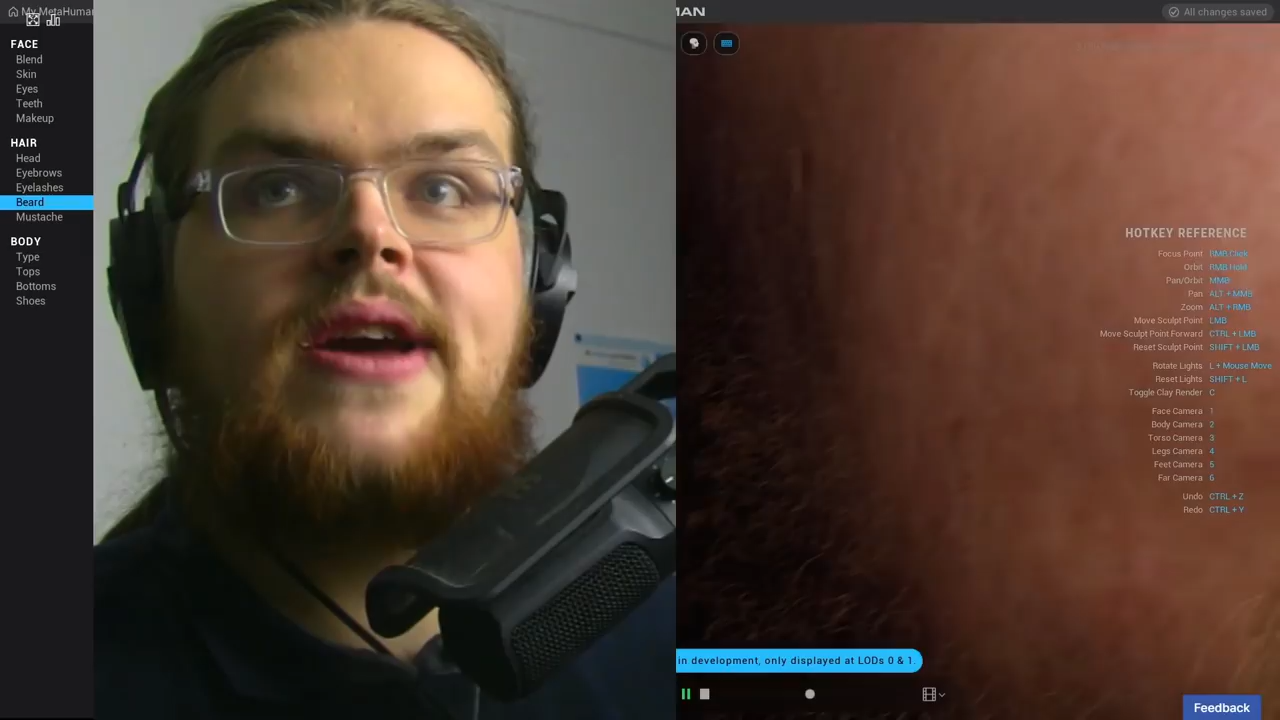 My MetaHuman
MAN
All changes saved
FACE
Blend
Skin
Eyes
Teeth
Makeup
HAIR
Head
Eyebrows
Eyelashes
Beard
Mustache
BODY
Type
Tops
Bottoms
Shoes
HOTKEY REFERENCE
Focus Point RMB Click
Orbit RMB Hold
Pan/Orbit MMB
Pan ALT + MMB
Zoom ALT + RMB
Move Sculpt Point LMB
Move Sculpt Point Forward CTRL + LMB
Reset Sculpt Point SHIFT + LMB
Rotate Lights L + Mouse Move
Reset Lights SHIFT + L
Toggle Clay Render C
Face Camera 1
Body Camera 2
Torso Camera 3
Legs Camera 4
Feet Camera 5
Far Camera 6
Undo CTRL + Z
Redo CTRL + Y
in development, only displayed at LODs 0 & 1.
Feedback